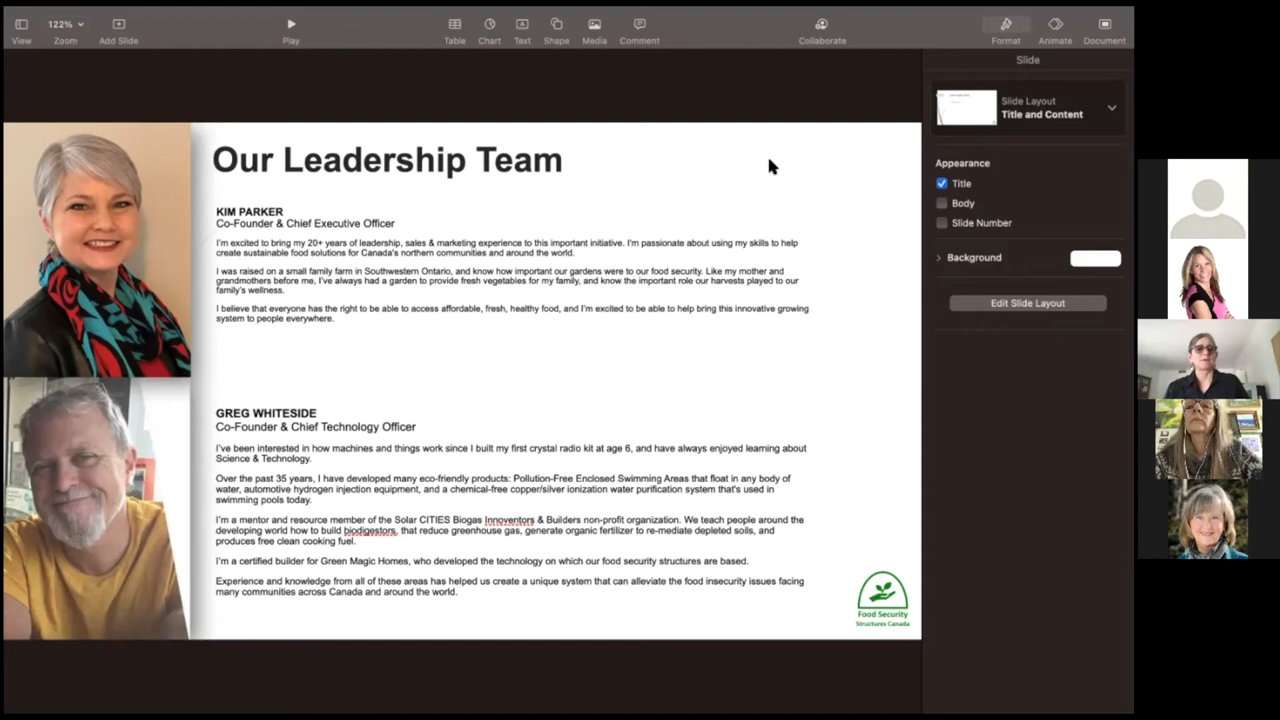 122%
View
Zoom
Add Slide
Play
Table
Chart
Text
Shape
Media
Comment
Collaborate
Format
Animate
Document
Slide
Slide Layout
Title and Content
Appearance
Title
Body
Slide Number
Background
Edit Slide Layout
Our Leadership Team
KIM PARKER
Co-Founder & Chief Executive Officer
I'm excited to bring my 20+ years of leadership, sales & marketing experience to this important initiative. I'm passionate about using my skills to help
create sustainable food solutions for Canada's northern communities and around the world.
I was raised on a small family farm in Southwestern Ontario, and know how important our gardens were to our food security. Like my mother and
grandmothers before me, I've always had a garden to provide fresh vegetables for my family, and know the important role our harvests played to our
family's wellness.
I believe that everyone has the right to be able to access affordable, fresh, healthy food, and I'm excited to be able to help bring this innovative growing
system to people everywhere.
GREG WHITESIDE
Co-Founder & Chief Technology Officer
I've been interested in how machines and things work since I built my first crystal radio kit at age 6, and have always enjoyed learning about
Science & Technology.
Over the past 35 years, I have developed many eco-friendly products: Pollution-Free Enclosed Swimming Areas that float in any body of
water, automotive hydrogen injection equipment, and a chemical-free copper/silver ionization water purification system that's used in
swimming pools today.
I'm a mentor and resource member of the Solar CITIES Biogas Innoventors & Builders non-profit organization. We teach people around the
developing world how to build biodigestors, that reduce greenhouse gas, generate organic fertilizer to re-mediate depleted soils, and
produces free clean cooking fuel.
I'm a certified builder for Green Magic Homes, who developed the technology on which our food security structures are based.
Experience and knowledge from all of these areas has helped us create a unique system that can alleviate the food insecurity issues facing
many communities across Canada and around the world.
Food Security
Structures Canada